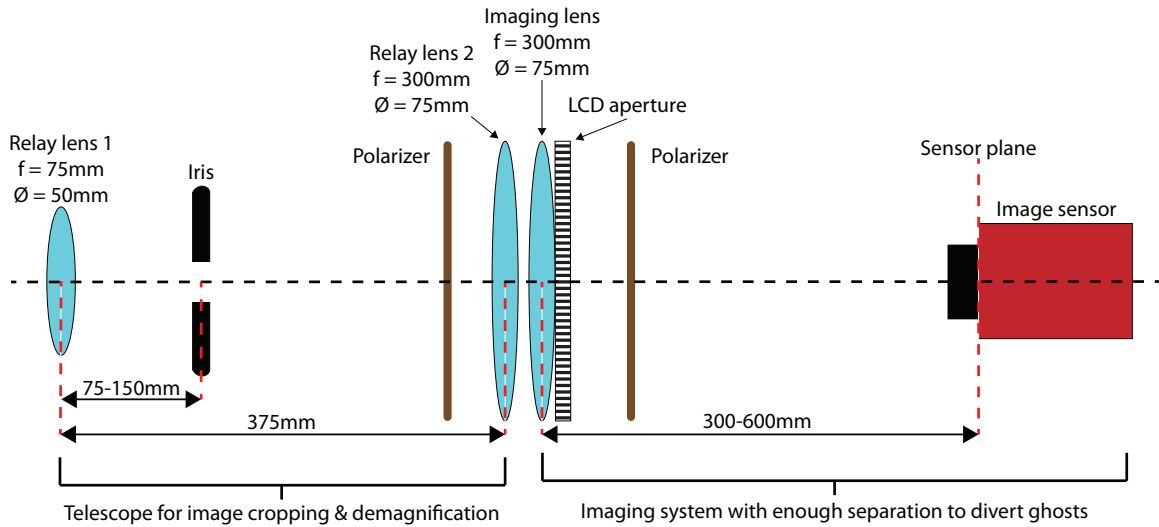 Imaging lens
f = 300mm
Ø = 75mm
Relay lens 2
f = 300mm
Ø = 75mm
LCD aperture
Relay lens 1
f = 75mm
Ø = 50mm
Iris
Polarizer
Polarizer
Sensor plane
Image sensor
75-150mm
375mm
300-600mm
Telescope for image cropping & demagnification
Imaging system with enough separation to divert ghosts